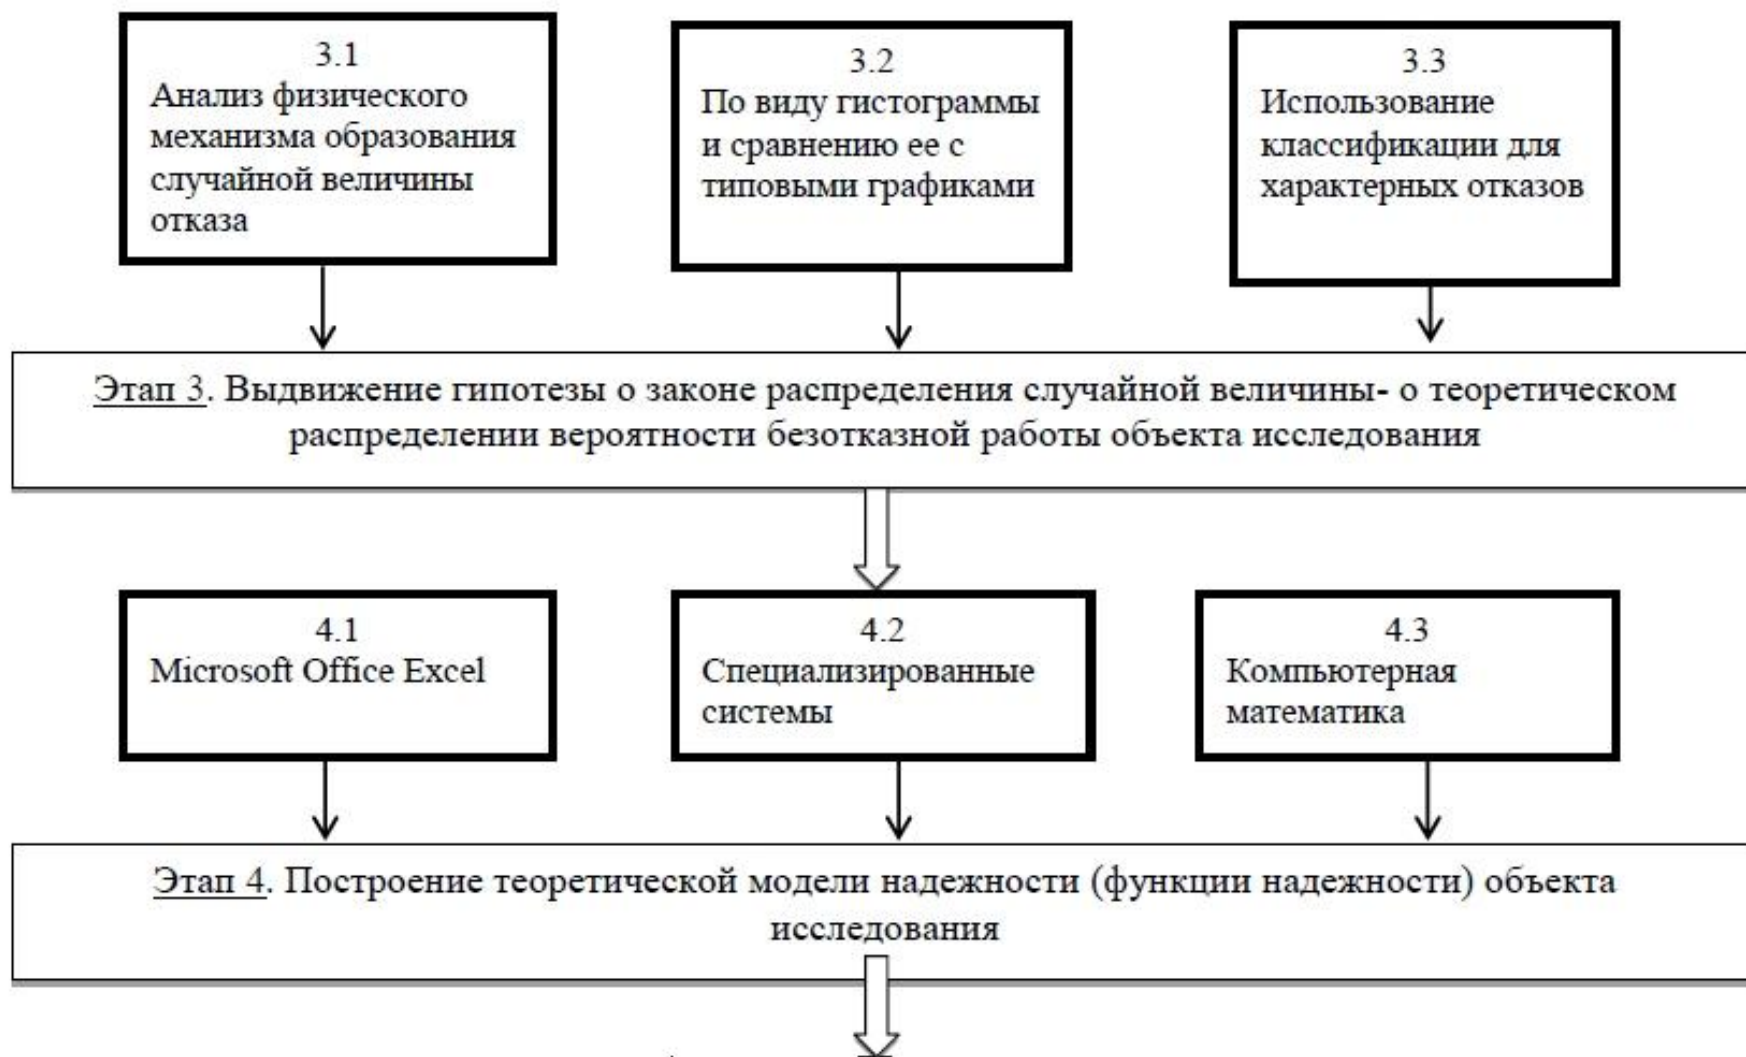 3.1
Анализ физического
механизма образования
случайной величины
отказа
3.2
По виду гистограммы
и сравнению ее с
типовыми графиками
3.3
Использование
классификации для
характерных отказов
Этап 3. Выдвижение гипотезы о законе распределения случайной величины- о теоретическом
распределении вероятности безотказной работы объекта исследования
4.1
Microsoft Office Excel
4.2
Специализированные
системы
4.3
Компьютерная
математика
Этап 4. Построение теоретической модели надежности (функции надежности) объекта
исследования